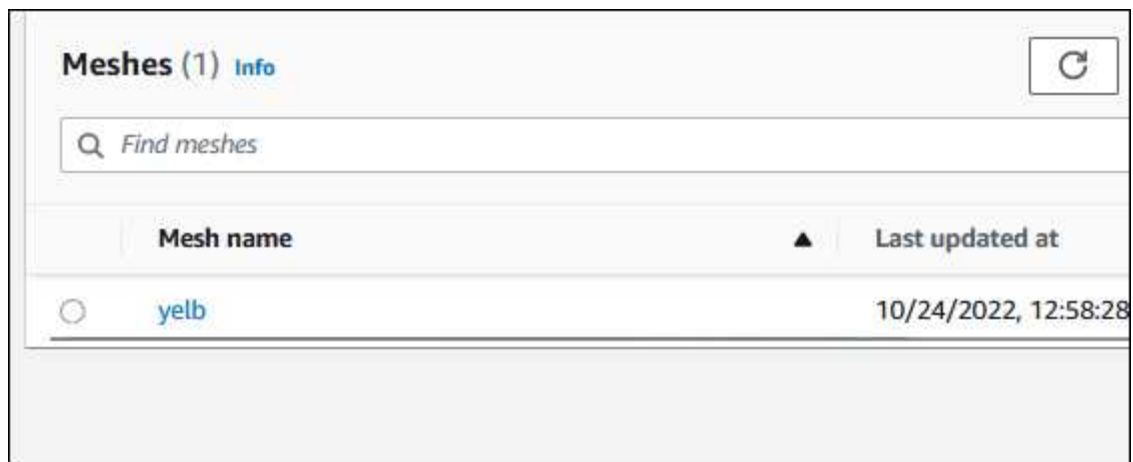 Meshes (1) Info
Find meshes
Mesh name Last updated at
yelb 10/24/2022, 12:58:28